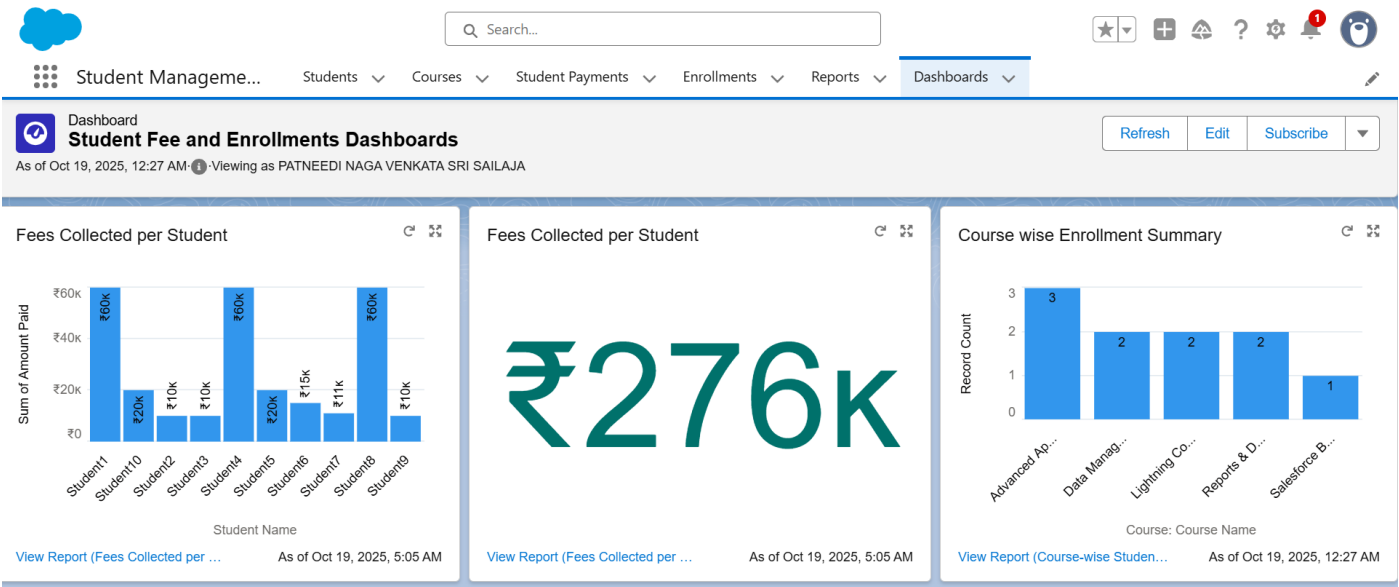 Search...
1
Student Manageme...
Students
Courses
Student Payments
Enrollments
Reports
Dashboards
Dashboard
Student Fee and Enrollments Dashboards
As of Oct 19, 2025, 12:27 AM·Viewing as PATNEEDI NAGA VENKATA SRI SAILAJA
Refresh
Edit
Subscribe
Fees Collected per Student
Sum of Amount Paid
₹60K
₹40K
₹20K
₹0
₹60K
₹20K
₹10K
₹10K
₹60K
₹20K
₹15K
₹11K
₹60K
₹10K
Student1
Student10
Student2
Student3
Student4
Student5
Student6
Student7
Student8
Student9
Student Name
View Report (Fees Collected per ...
As of Oct 19, 2025, 5:05 AM
Fees Collected per Student
₹276K
View Report (Fees Collected per ...
As of Oct 19, 2025, 5:05 AM
Course wise Enrollment Summary
Record Count
3
2
1
0
3
2
2
2
1
Advanced Ap...
Data Manag...
Lightning Co...
Reports & D...
Salesforce B...
Course: Course Name
View Report (Course-wise Studen...
As of Oct 19, 2025, 12:27 AM